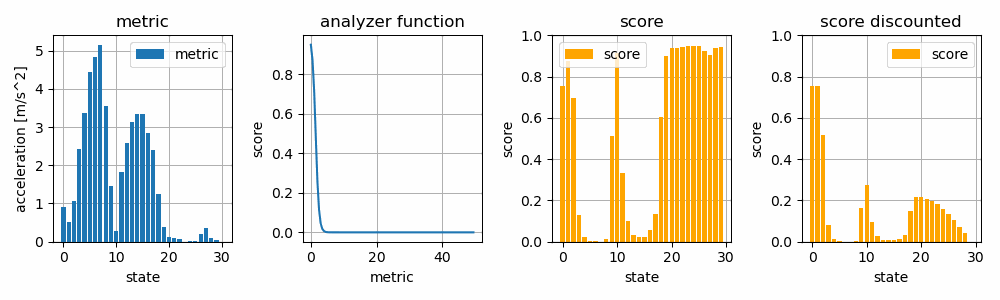 metric
acceleration [m/s^2]
5
4
3
2
1
0
metric
0 10 20 30
state
analyzer function
score
0.8
0.6
0.4
0.2
0.0
0 20 40
metric
score
score
1.0
0.8
0.6
0.4
0.2
0.0
score
0 10 20 30
state
score discounted
score
1.0
0.8
0.6
0.4
0.2
0.0
score
0 10 20 30
state